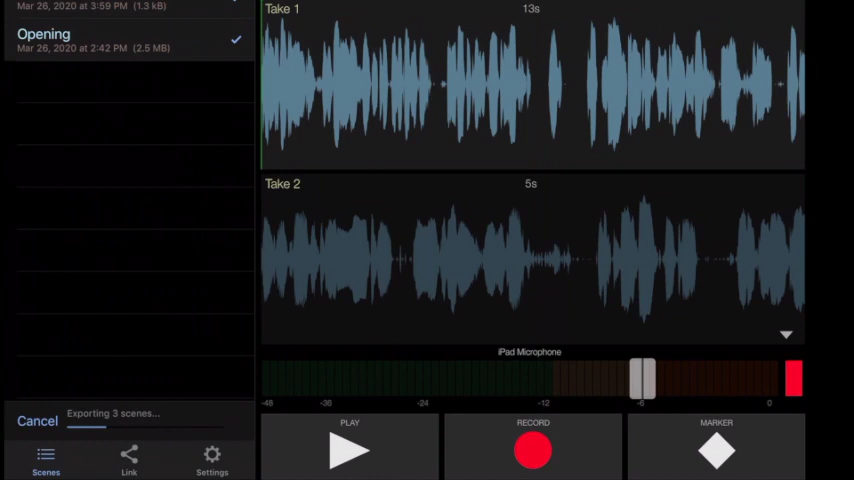 Mar 26, 2020 at 3:59 PM (1.3 kB)
Opening
Mar 26, 2020 at 2:42 PM (2.5 MB)
Take 1
13s
Take 2
5s
iPad Microphone
-48 -36 -24 -12 -6 0
Cancel
Exporting 3 scenes...
PLAY
RECORD
MARKER
Scenes
Link
Settings